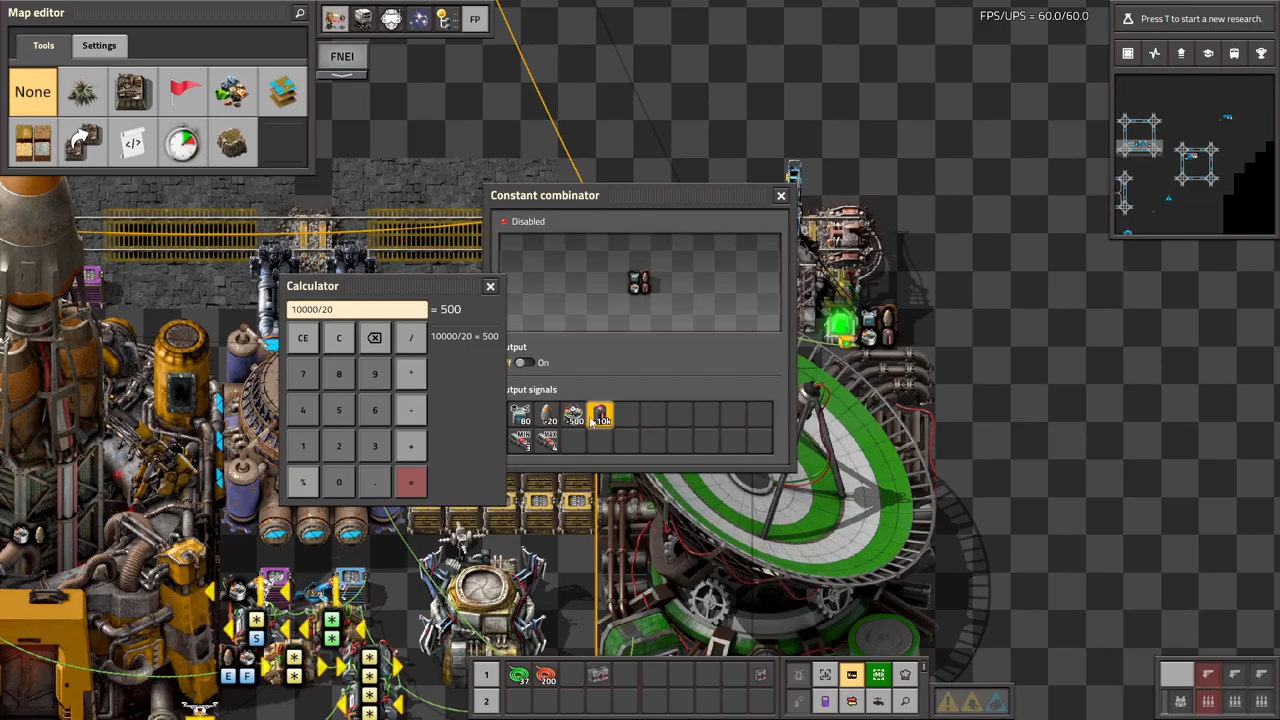 Map editor
FP
FPS/UPS = 60.0/60.0
Press T to start a new research.
Tools
Settings
FNEI
None
Constant combinator
Disabled
Calculator
10000/20
= 500
CE
C
/
10000/20 = 500
7
8
9
*
4
5
6
-
1
2
3
+
%
0
.
=
utput
On
utput signals
80
-20
-500
-10k
MIN
3
MAX
4
S
E
F
1
37
200
2